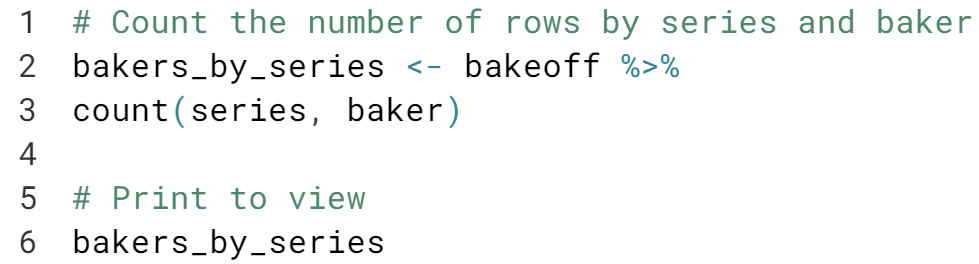 1 # Count the number of rows by series and baker
2 bakers_by_series <- bakeoff %>%
3 count(series, baker)
4
5 # Print to view
6 bakers_by_series